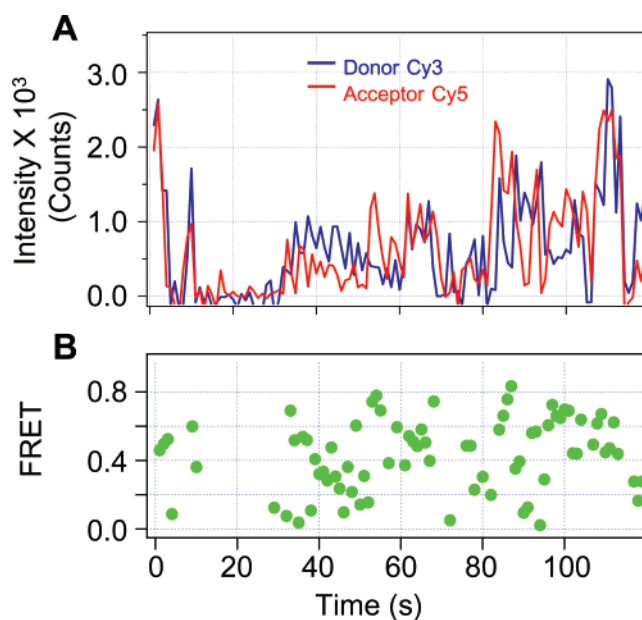 A
Intensity X 10³
(Counts)
3.0
2.0
1.0
0.0
Donor Cy3
Acceptor Cy5
B
FRET
0.8
0.4
0.0
0
20
40
60
80
100
Time (s)